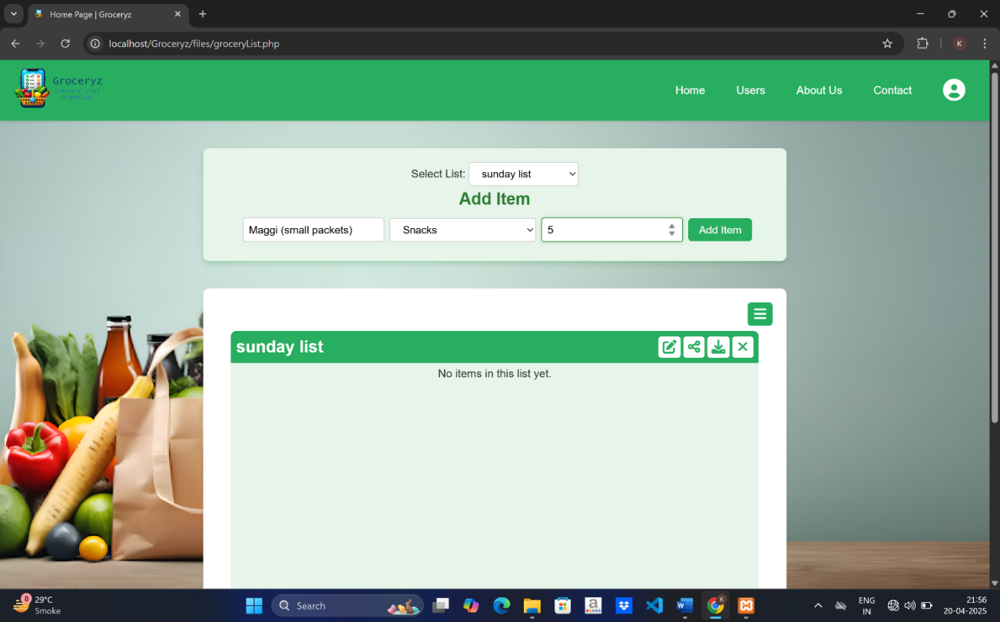 Home Page | Groceryz
localhost/Groceryz/files/groceryList.php
K
Groceryz
Grocery List
Organizer
Home
Users
About Us
Contact
Select List: sunday list
Add Item
Maggi (small packets)
Snacks
5
Add Item
sunday list
No items in this list yet.
8
29°C
Smoke
Search
a
W
K
ENG
IN
21:56
20-04-2025